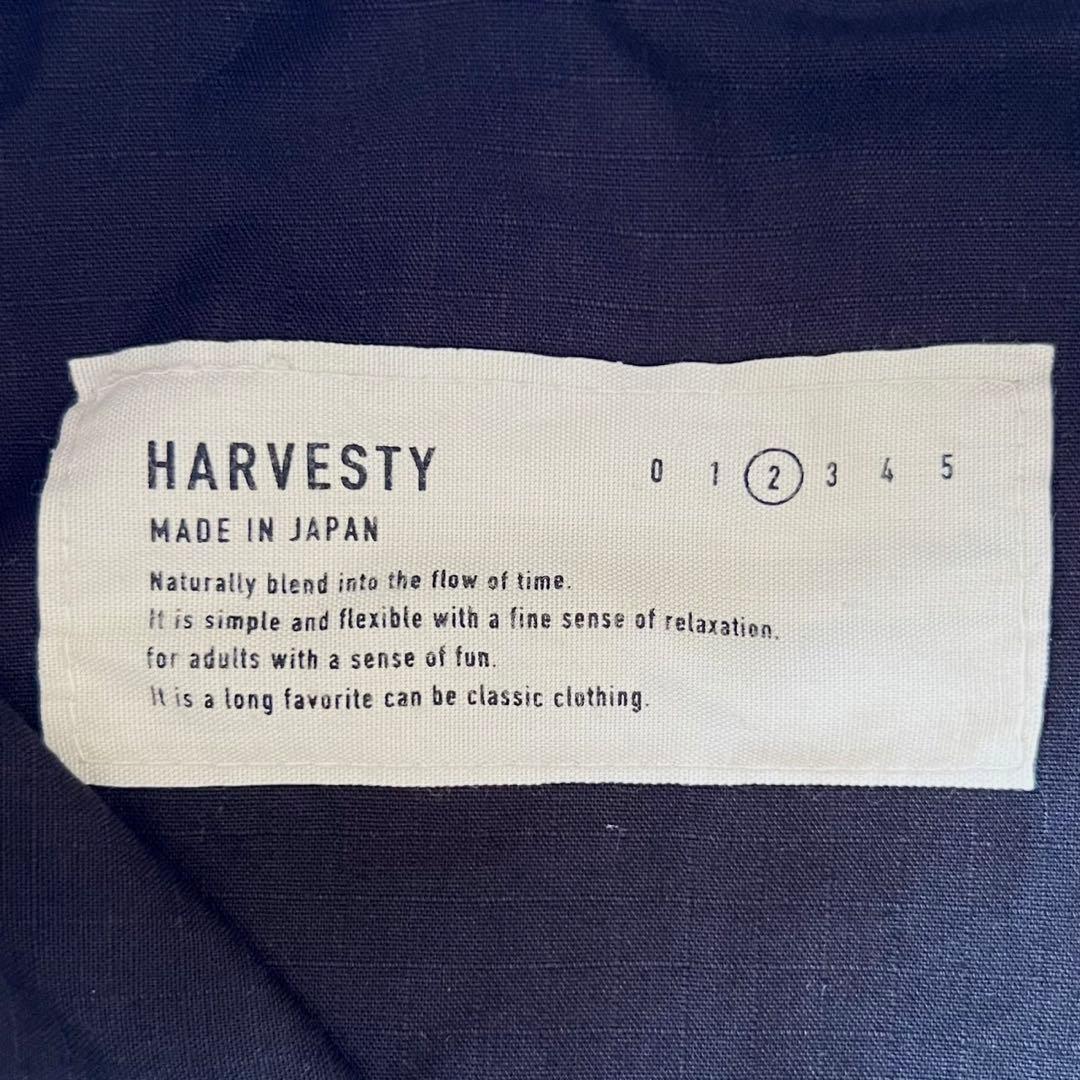 HARVESTY 0 1 2 3 4 5
MADE IN JAPAN
Naturally blend into the flow of time.
It is simple and flexible with a fine sense of relaxation.
for adults with a sense of fun.
It is a long favorite can be classic clothing.